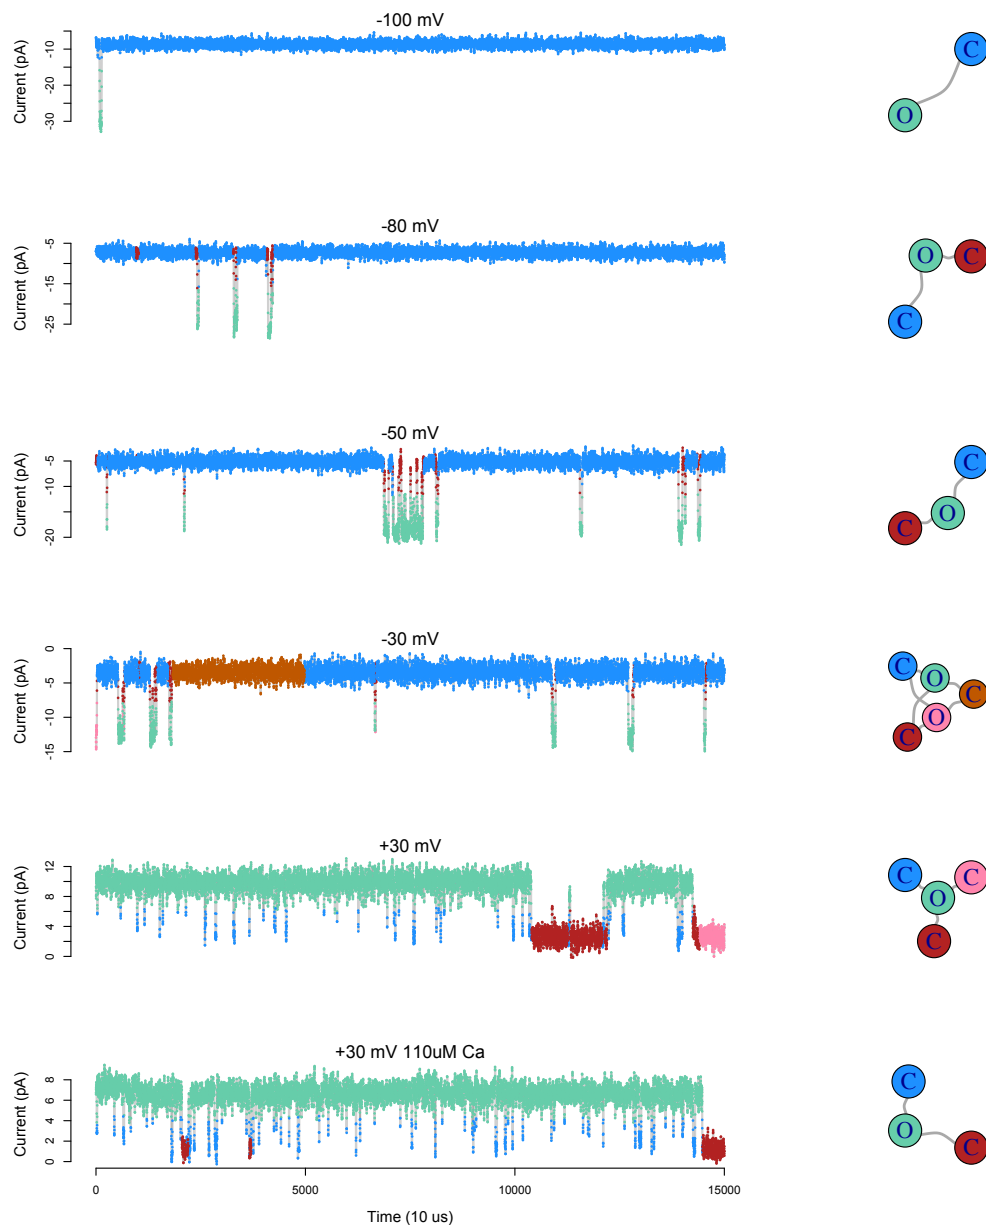 -100 mV
Current (pA)
-10
-20
-30
C
O
-80 mV
Current (pA)
-5
-15
-25
O
C
C
-50 mV
Current (pA)
-5
-10
-15
-20
C
O
C
-30 mV
Current (pA)
0
-5
-10
-15
C
O
C
O
C
+30 mV
Current (pA)
12
8
6
4
0
C
C
O
C
+30 mV 110uM Ca
Current (pA)
8
6
4
2
0
C
O
C
0
5000
10000
15000
Time (10 us)